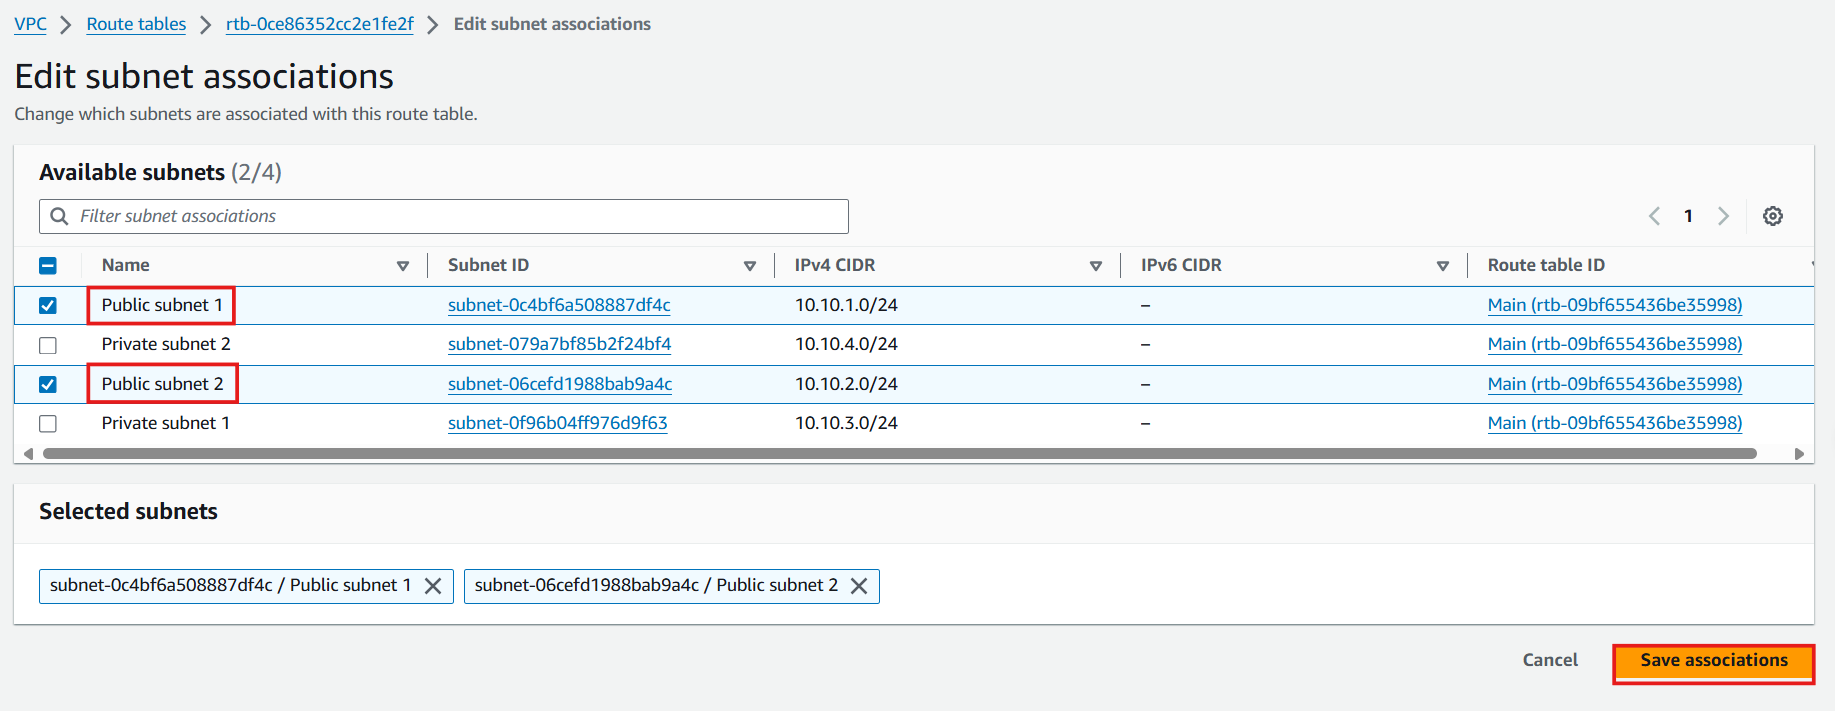 VPC > Route tables > rtb-0ce86352cc2e1fe2f > Edit subnet associations
Edit subnet associations
Change which subnets are associated with this route table.
Available subnets (2/4)
Filter subnet associations
1
Name Subnet ID IPv4 CIDR IPv6 CIDR Route table ID
Public subnet 1 subnet-0c4bf6a508887df4c 10.10.1.0/24 – Main (rtb-09bf655436be35998)
Private subnet 2 subnet-079a7bf85b2f24bf4 10.10.4.0/24 – Main (rtb-09bf655436be35998)
Public subnet 2 subnet-06cefd1988bab9a4c 10.10.2.0/24 – Main (rtb-09bf655436be35998)
Private subnet 1 subnet-0f96b04ff976d9f63 10.10.3.0/24 – Main (rtb-09bf655436be35998)
Selected subnets
subnet-0c4bf6a508887df4c / Public subnet 1 subnet-06cefd1988bab9a4c / Public subnet 2
Cancel Save associations